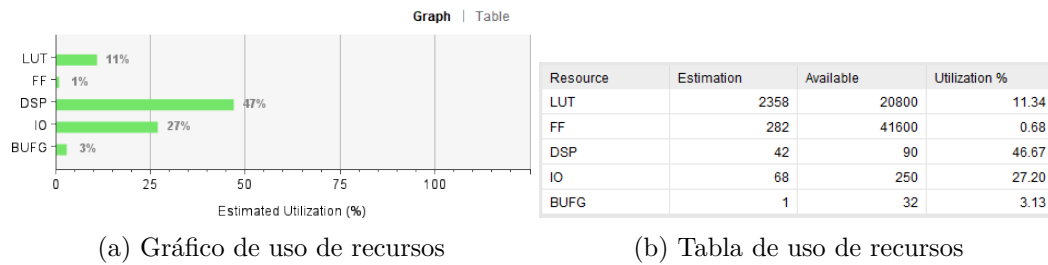 Graph | Table
LUT 11%
FF 1%
DSP 47%
IO 27%
BUFG 3%
0 25 50 75 100
Estimated Utilization (%)
Resource Estimation Available Utilization %
LUT 2358 20800 11.34
FF 282 41600 0.68
DSP 42 90 46.67
IO 68 250 27.20
BUFG 1 32 3.13
(a) Gráfico de uso de recursos
(b) Tabla de uso de recursos